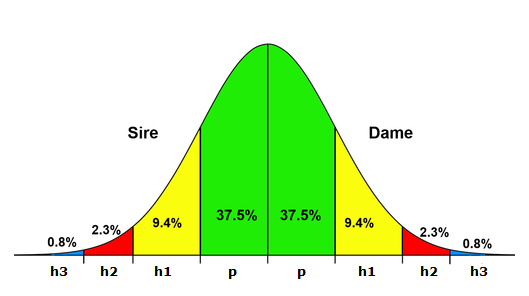 Sire Dame
37.5% 37.5%
9.4% 9.4%
2.3% 2.3%
0.8% 0.8%
h3 h2 h1 p p h1 h2 h3